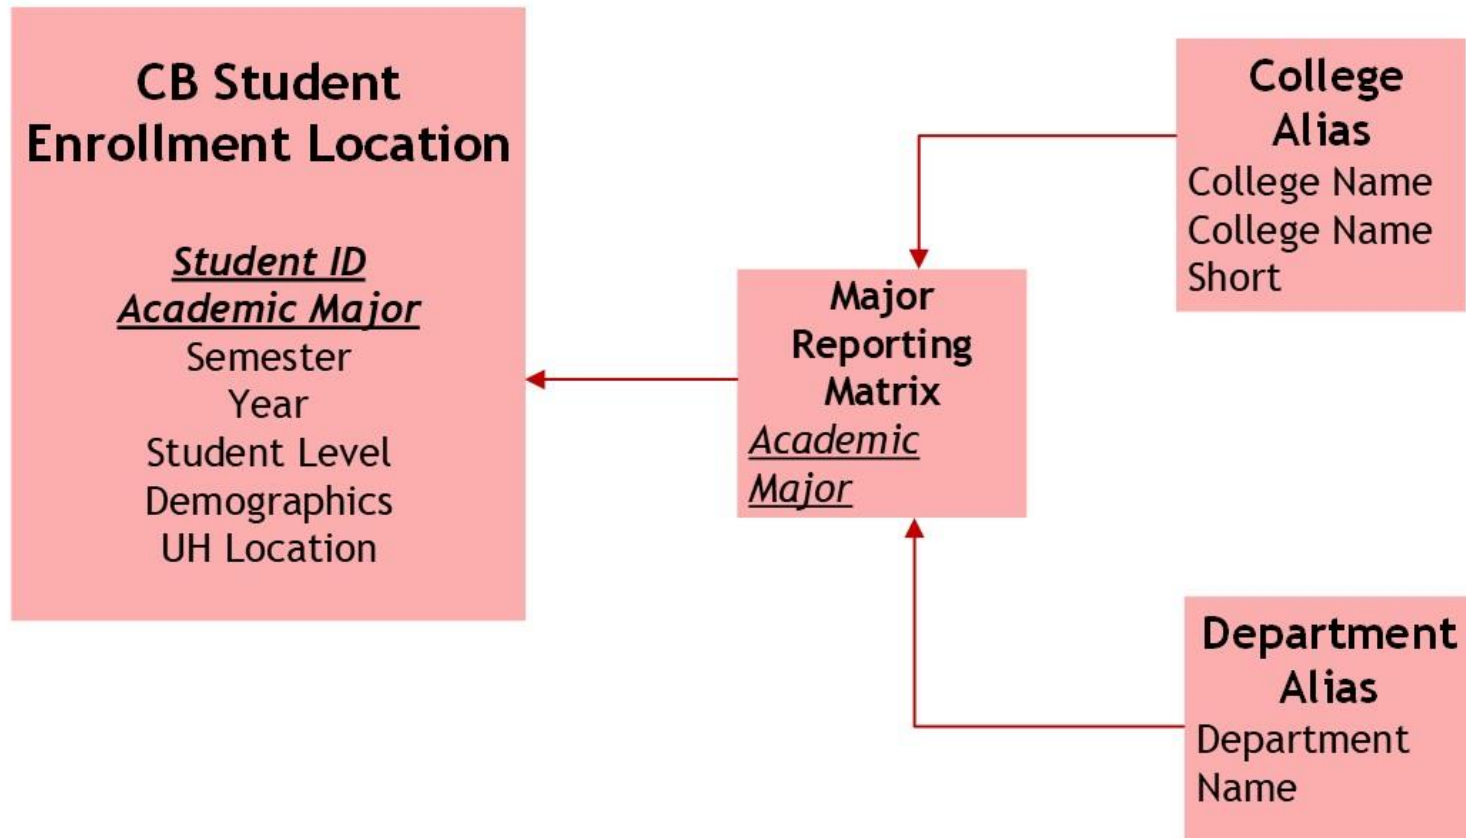 CB Student
Enrollment Location
Student ID
Academic Major
Semester
Year
Student Level
Demographics
UH Location
Major
Reporting
Matrix
Academic
Major
College
Alias
College Name
College Name
Short
Department
Alias
Department
Name